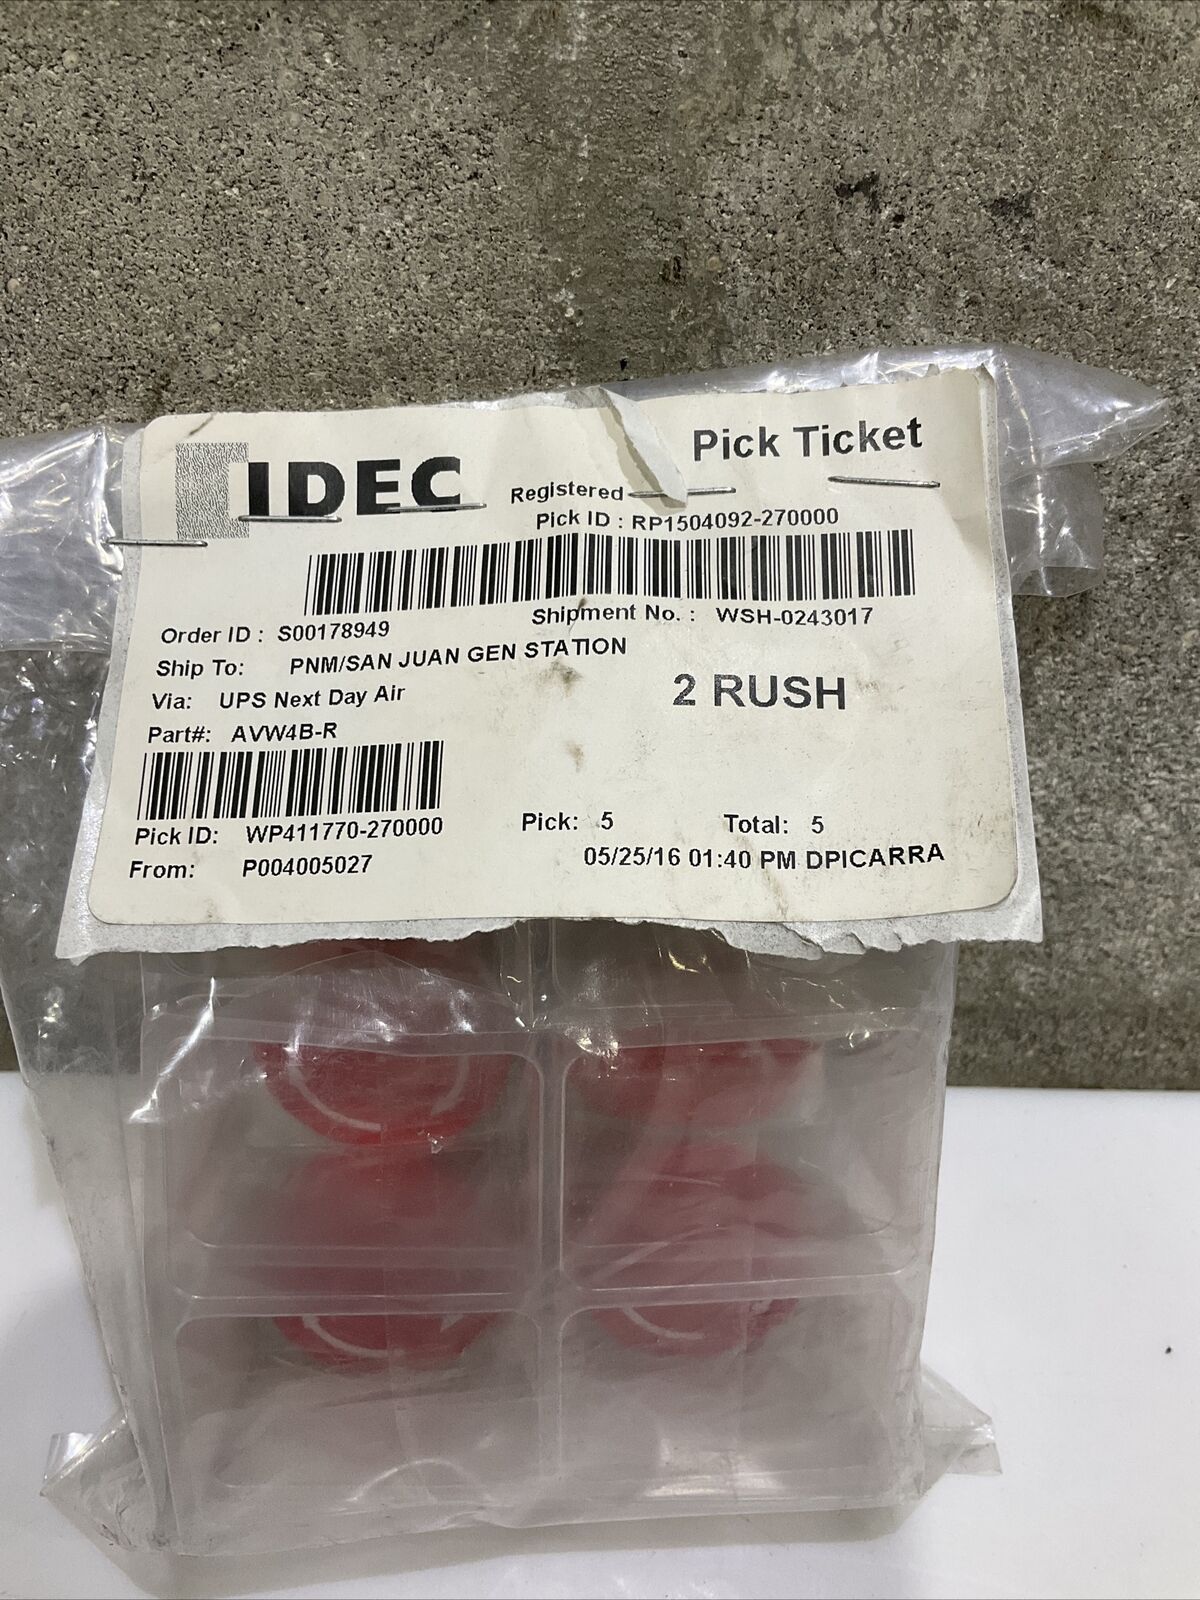 IDEC
Pick Ticket
Registered
Pick ID : RP1504092-270000
Order ID : S00178949
Shipment No. : WSH-0243017
Ship To: PNM/SAN JUAN GEN STATION
Via: UPS Next Day Air
2 RUSH
Part#: AVW4B-R
Pick ID: WP411770-270000
Pick: 5 Total: 5
From: P004005027
05/25/16 01:40 PM DPICARRA